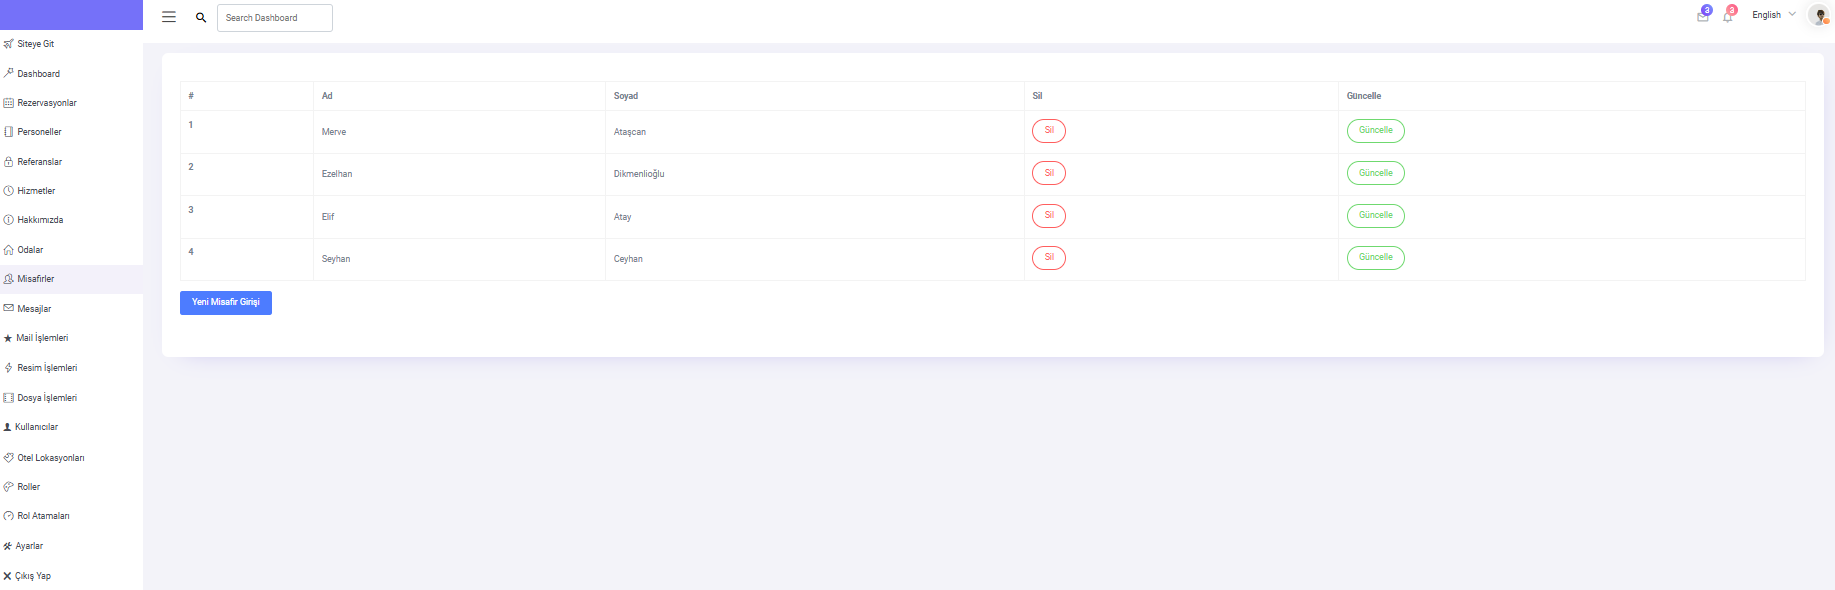 Search Dashboard
3
3
English
Siteye Git
Dashboard
Rezervasyonlar
Personeller
Referanslar
Hizmetler
Hakkımızda
Odalar
Misafirler
Mesajlar
Mail İşlemleri
Resim İşlemleri
Dosya İşlemleri
Kullanıcılar
Otel Lokasyonları
Roller
Rol Atamaları
Ayarlar
Çıkış Yap
# Ad Soyad Sil Güncelle
1 Merve Ataşcan Sil Güncelle
2 Ezelhan Dikmenlioğlu Sil Güncelle
3 Elif Atay Sil Güncelle
4 Seyhan Ceyhan Sil Güncelle
Yeni Misafir Girişi